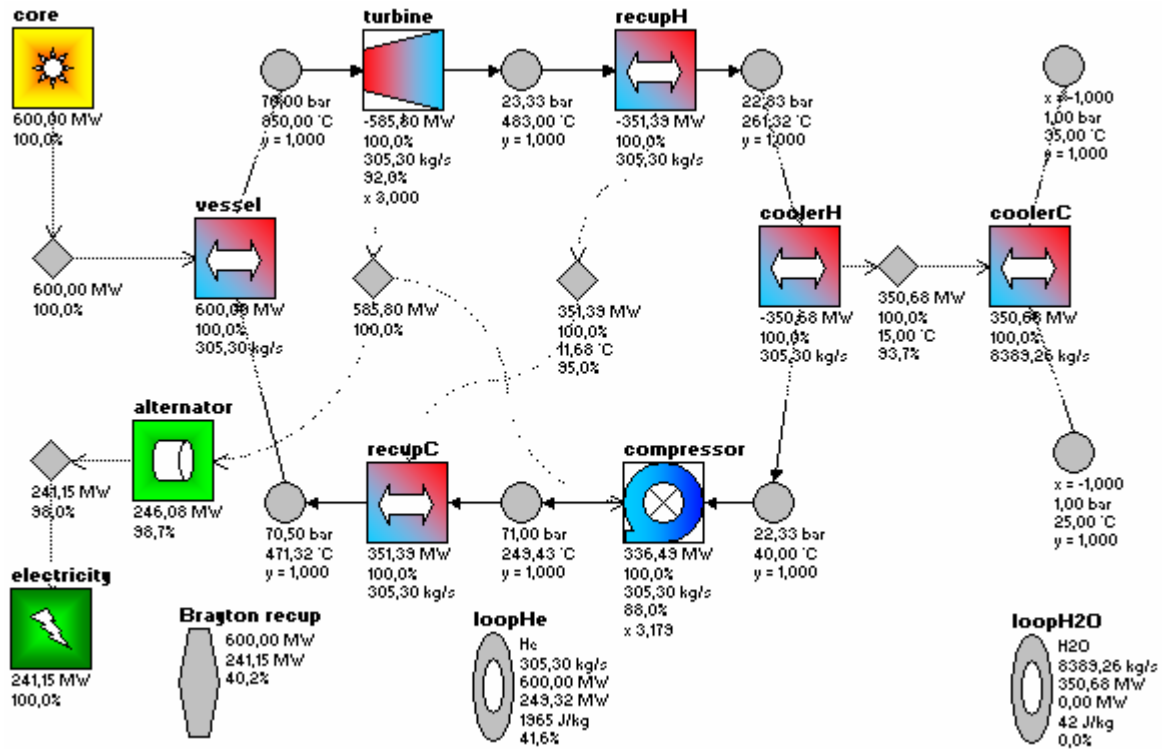 core
600,00 MW
100,0%
turbine
-585,80 MW
100,0%
305,30 kg/s
92,0%
x 3,000
recupH
-351,39 MW
100,0%
305,30 kg/s
70,00 bar
850,00 °C
y = 1,000
23,33 bar
483,00 °C
y = 1,000
22,83 bar
261,32 °C
y = 1,000
x = -1,000
1,00 bar
35,00 °C
y = 1,000
vessel
600,00 MW
100,0%
305,30 kg/s
600,00 MW
100,0%
585,80 MW
100,0%
351,39 MW
100,0%
11,68 °C
95,0%
coolerH
-350,68 MW
100,0%
305,30 kg/s
350,68 MW
100,0%
15,00 °C
93,7%
coolerC
350,68 MW
100,0%
8389,26 kg/s
alternator
246,08 MW
98,7%
241,15 MW
98,0%
70,50 bar
471,32 °C
y = 1,000
recupC
351,39 MW
100,0%
305,30 kg/s
71,00 bar
249,43 °C
y = 1,000
compressor
336,49 MW
100,0%
305,30 kg/s
88,0%
x 3,179
22,33 bar
40,00 °C
y = 1,000
x = -1,000
1,00 bar
25,00 °C
y = 1,000
electricity
241,15 MW
100,0%
Brayton recup
600,00 MW
241,15 MW
40,2%
loopHe
He
305,30 kg/s
600,00 MW
249,32 MW
1965 J/kg
41,6%
loopH2O
H2O
8389,26 kg/s
350,68 MW
0,00 MW
42 J/kg
0,0%